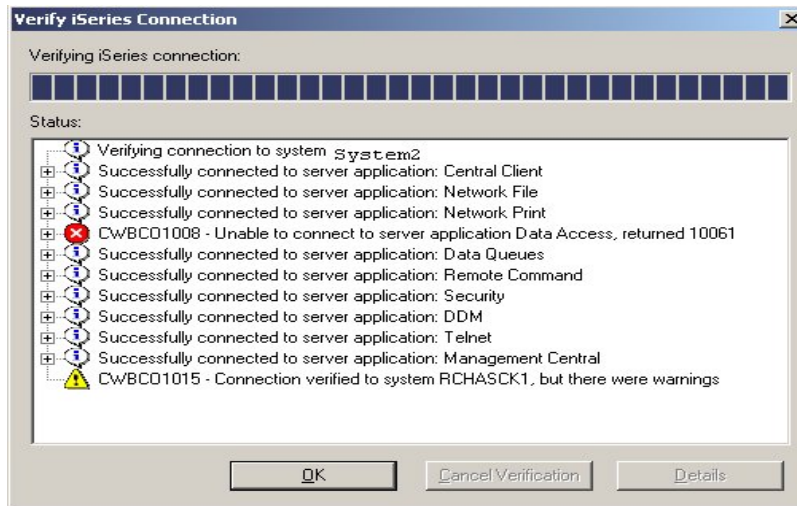 Verify iSeries Connection
Verifying iSeries connection:
Status:
Verifying connection to system System2
Successfully connected to server application: Central Client
Successfully connected to server application: Network File
Successfully connected to server application: Network Print
CWBCO1008 - Unable to connect to server application Data Access, returned 10061
Successfully connected to server application: Data Queues
Successfully connected to server application: Remote Command
Successfully connected to server application: Security
Successfully connected to server application: DDM
Successfully connected to server application: Telnet
Successfully connected to server application: Management Central
CWBCO1015 - Connection verified to system RCHASCK1, but there were warnings
OK
Cancel Verification
Details